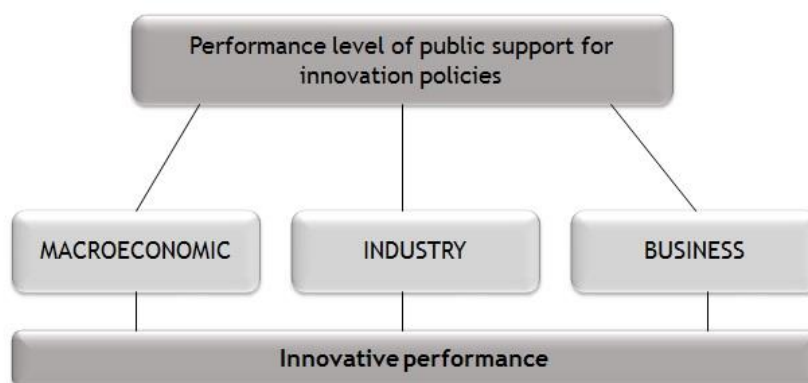 Performance level of public support for
innovation policies
MACROECONOMIC
INDUSTRY
BUSINESS
Innovative performance